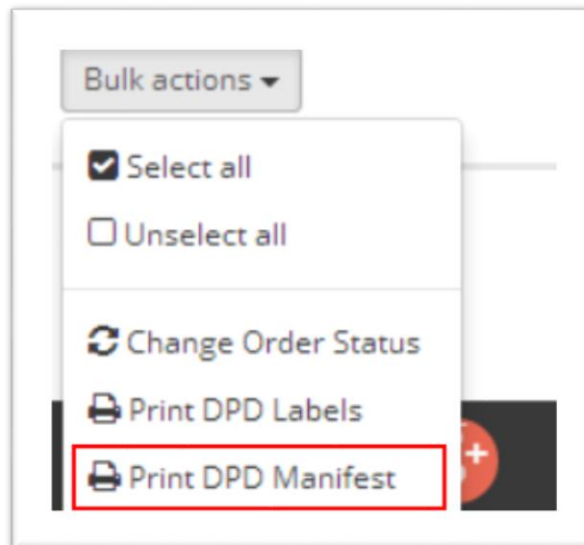 Bulk actions
Select all
Unselect all
Change Order Status
Print DPD Labels
Print DPD Manifest